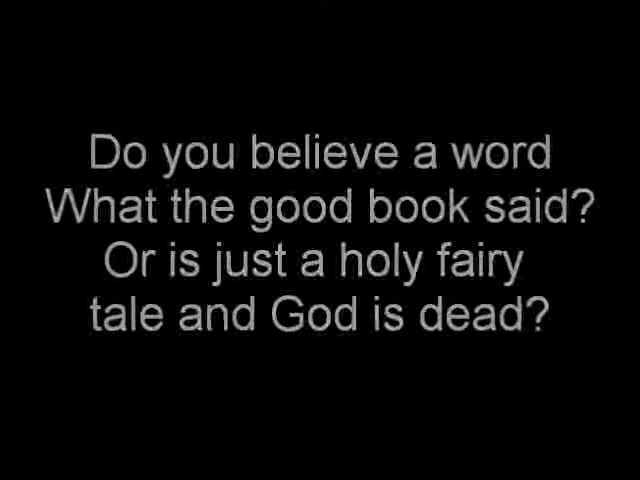 Do you believe a word
What the good book said?
Or is just a holy fairy
tale and God is dead?